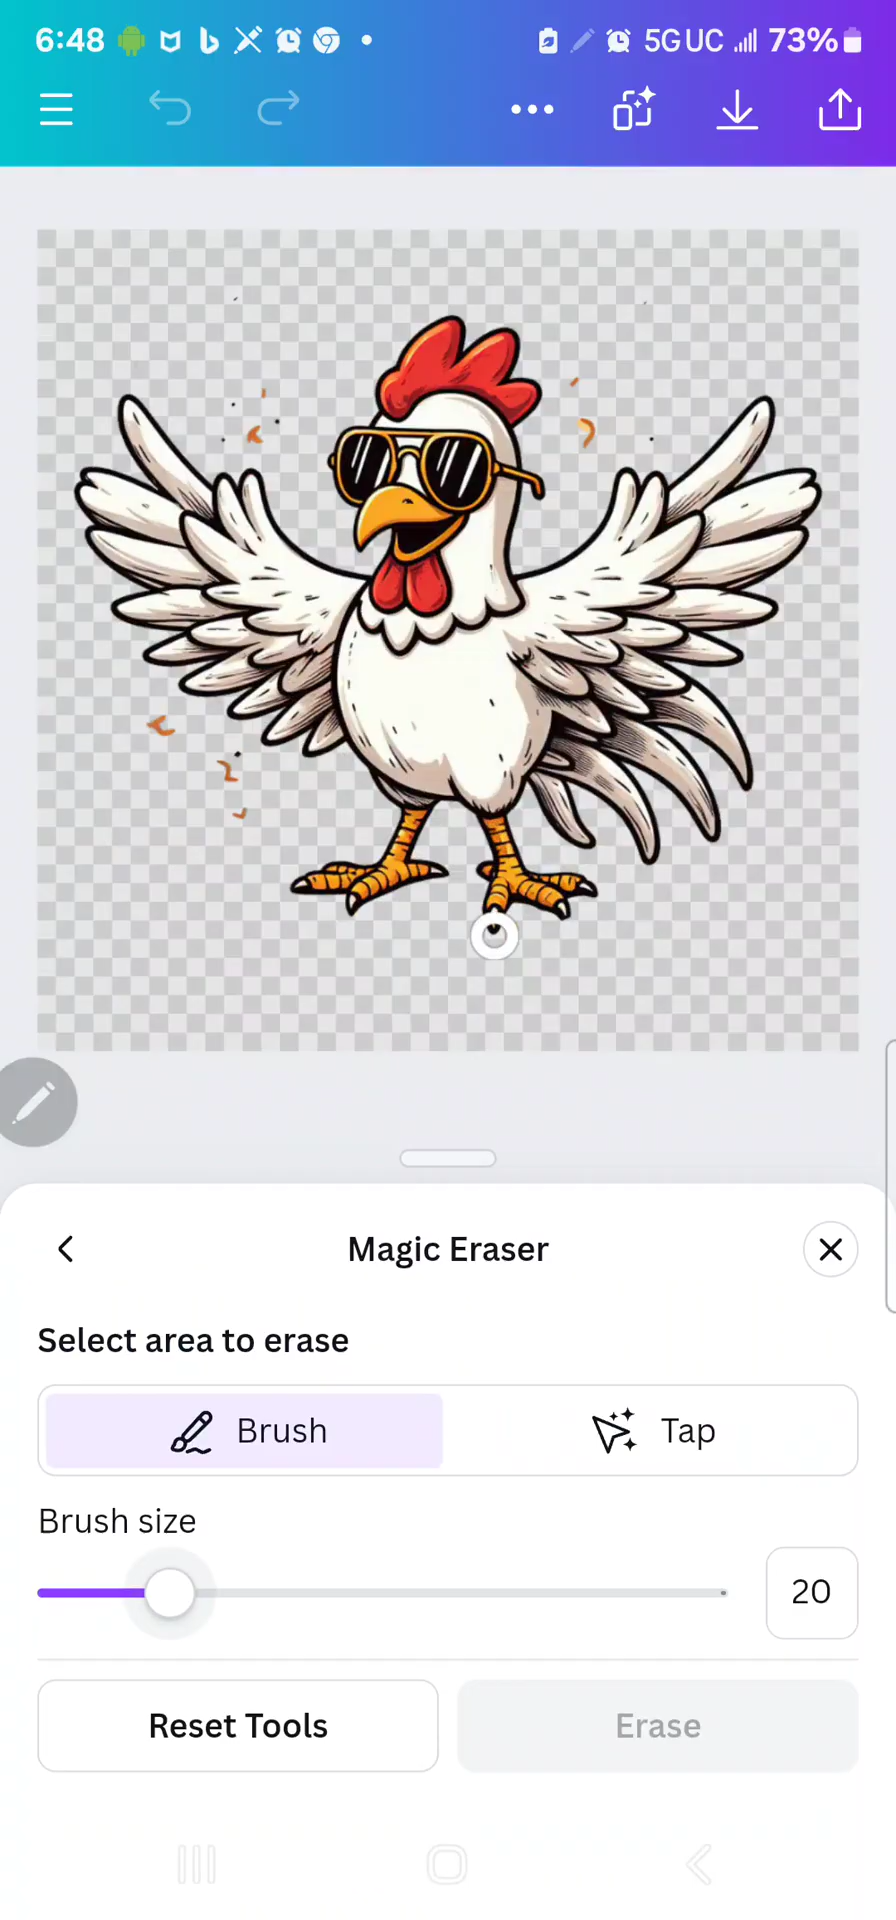 6:48 5G UC 73%
Magic Eraser
Select area to erase
Brush Tap
Brush size
20
Reset Tools Erase